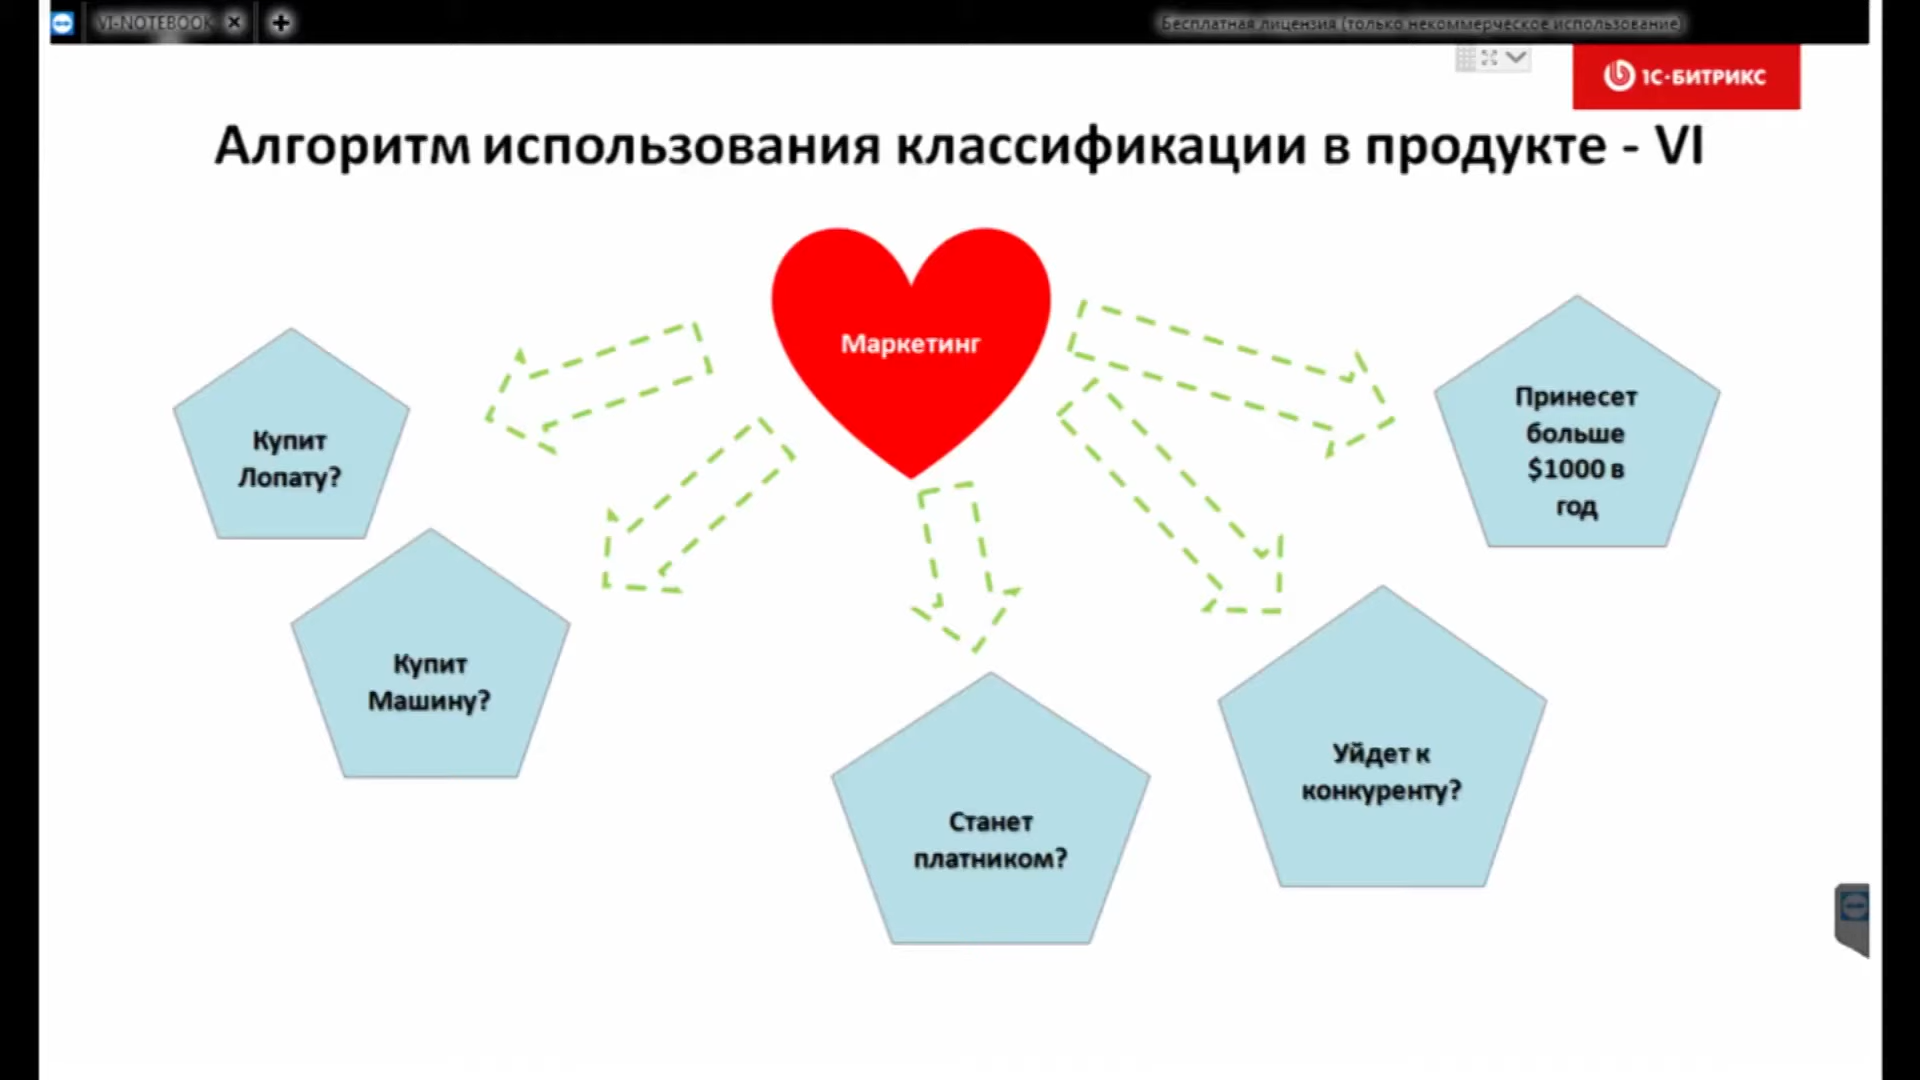 VI-NOTEBOOK
Бесплатная лицензия (только некоммерческое использование)
1С-БИТРИКС
Алгоритм использования классификации в продукте - VI
Маркетинг
Купит
Лопату?
Купит
Машину?
Станет
платником?
Уйдет к
конкуренту?
Принесет
больше
$1000 в
год